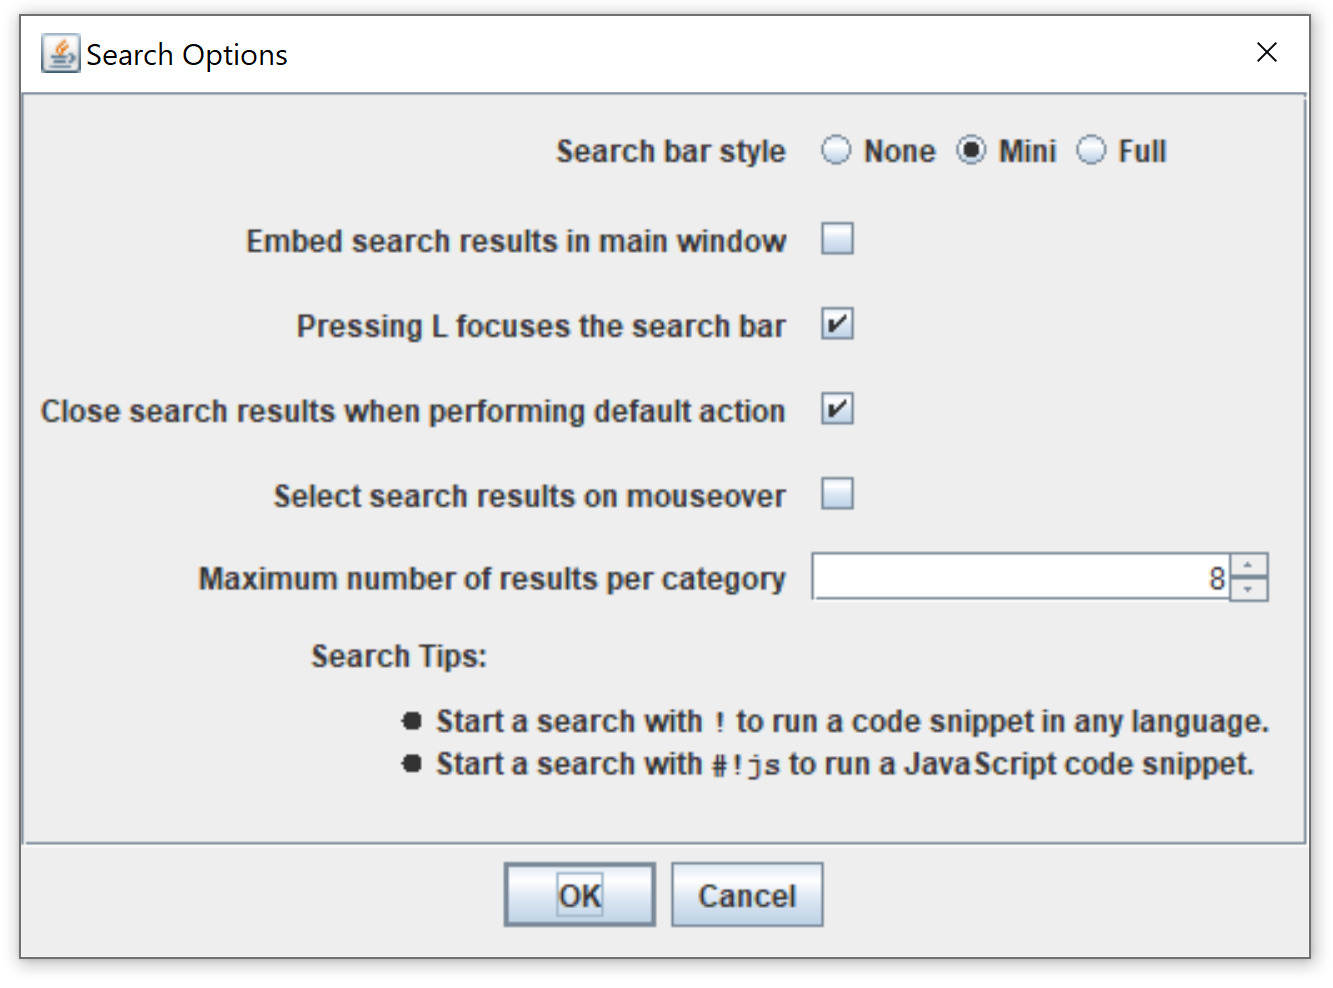 Search Options
Search bar style None Mini Full
Embed search results in main window
Pressing L focuses the search bar
Close search results when performing default action
Select search results on mouseover
Maximum number of results per category 8
Search Tips:
Start a search with ! to run a code snippet in any language.
Start a search with #!js to run a JavaScript code snippet.
OK Cancel